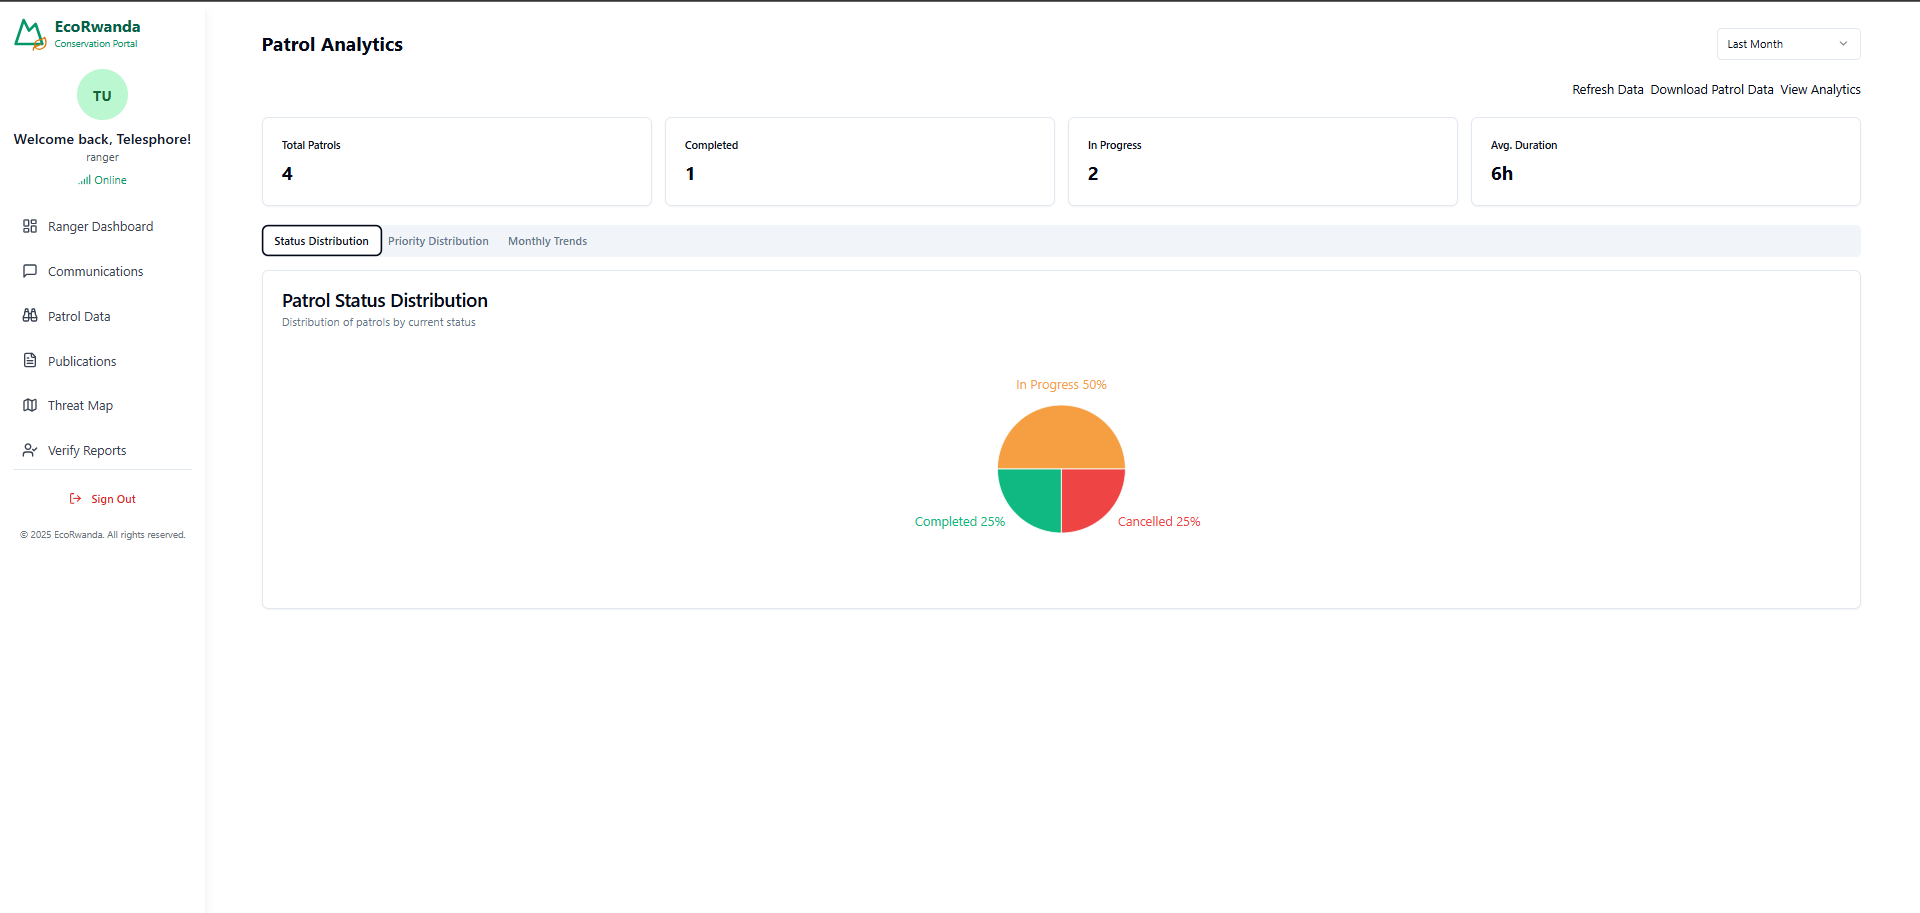 EcoRwanda
Conservation Portal
TU
Welcome back, Telesphore!
ranger
Online
Ranger Dashboard
Communications
Patrol Data
Publications
Threat Map
Verify Reports
Sign Out
© 2025 EcoRwanda. All rights reserved.
Patrol Analytics
Last Month
Refresh Data Download Patrol Data View Analytics
Total Patrols
4
Completed
1
In Progress
2
Avg. Duration
6h
Status Distribution Priority Distribution Monthly Trends
Patrol Status Distribution
Distribution of patrols by current status
In Progress 50%
Completed 25%
Cancelled 25%